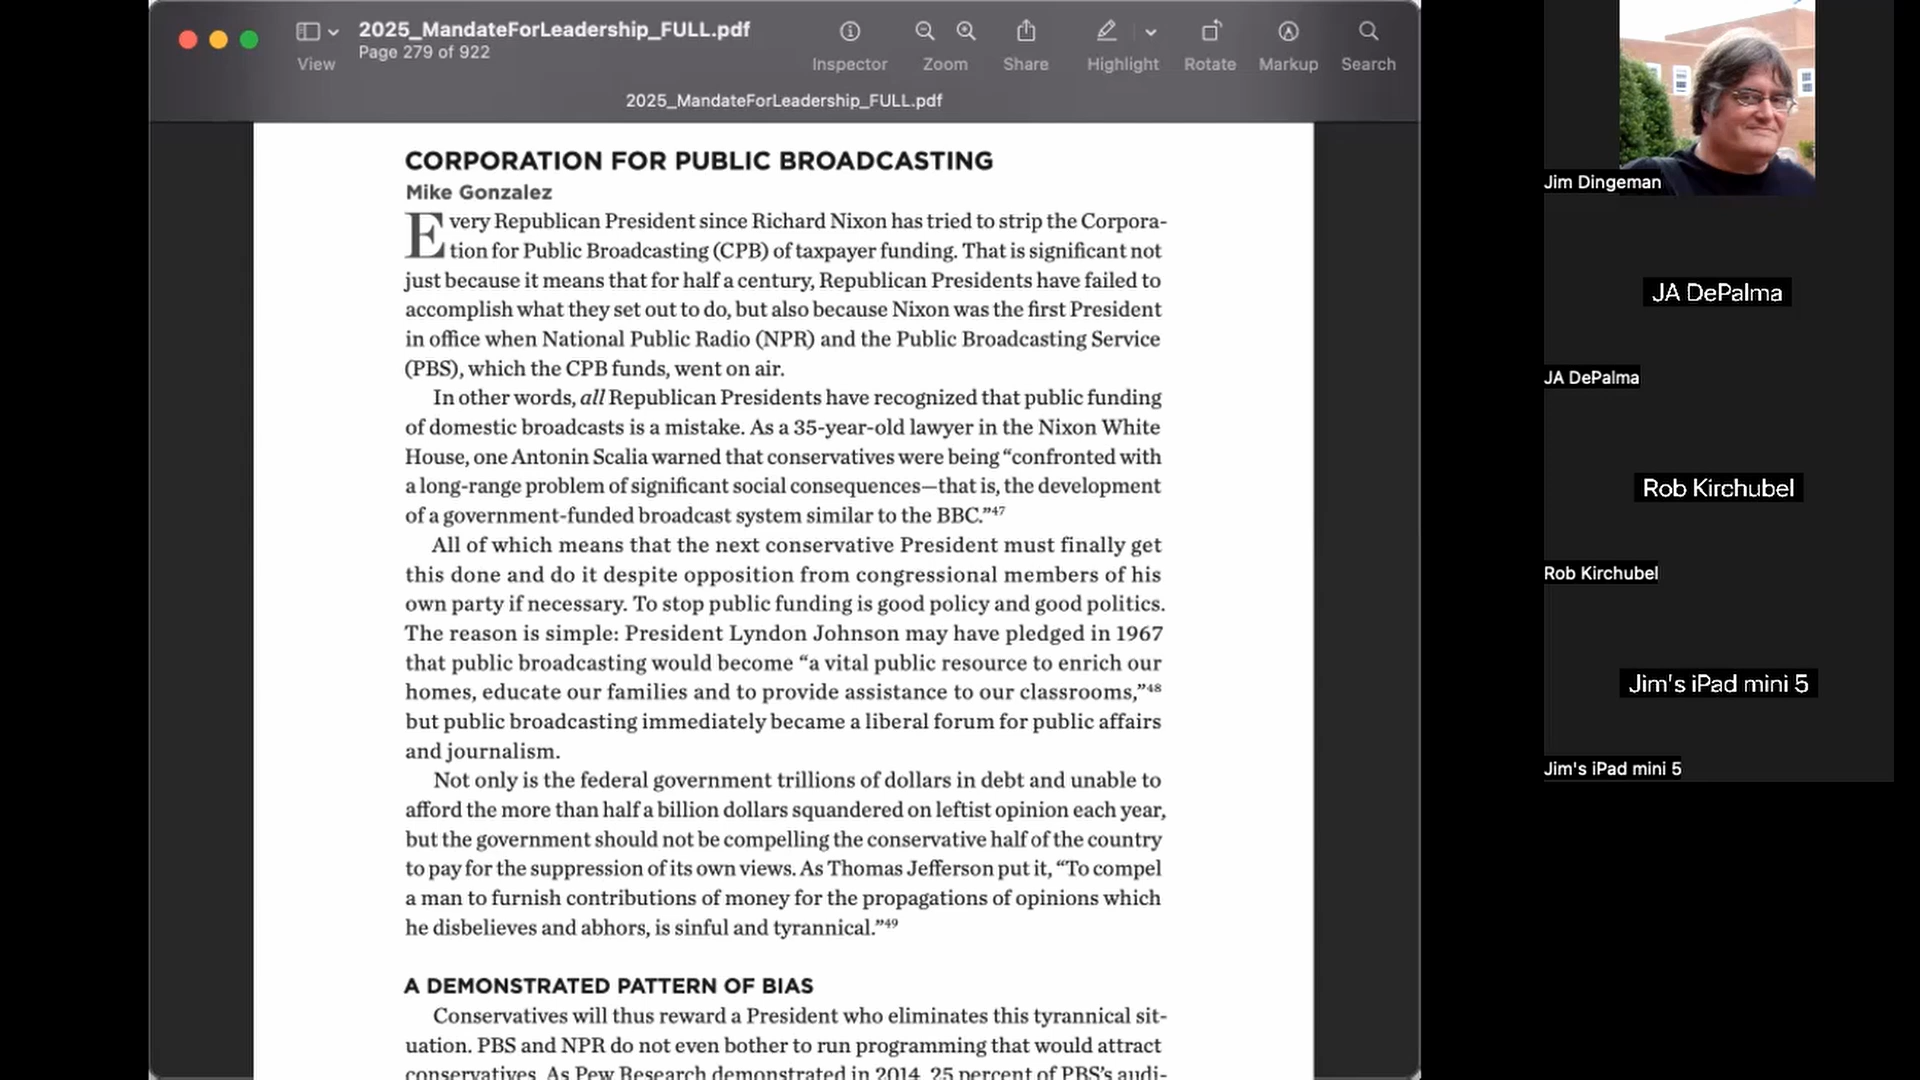 2025_MandateForLeadership_FULL.pdf
Page 279 of 922
View
Inspector
Zoom
Share
Highlight
Rotate
Markup
Search
2025_MandateForLeadership_FULL.pdf
CORPORATION FOR PUBLIC BROADCASTING
Mike Gonzalez
Every Republican President since Richard Nixon has tried to strip the Corpora-
tion for Public Broadcasting (CPB) of taxpayer funding. That is significant not
just because it means that for half a century, Republican Presidents have failed to
accomplish what they set out to do, but also because Nixon was the first President
in office when National Public Radio (NPR) and the Public Broadcasting Service
(PBS), which the CPB funds, went on air.
In other words, all Republican Presidents have recognized that public funding
of domestic broadcasts is a mistake. As a 35-year-old lawyer in the Nixon White
House, one Antonin Scalia warned that conservatives were being “confronted with
a long-range problem of significant social consequences—that is, the development
of a government-funded broadcast system similar to the BBC.”47
All of which means that the next conservative President must finally get
this done and do it despite opposition from congressional members of his
own party if necessary. To stop public funding is good policy and good politics.
The reason is simple: President Lyndon Johnson may have pledged in 1967
that public broadcasting would become “a vital public resource to enrich our
homes, educate our families and to provide assistance to our classrooms,”48
but public broadcasting immediately became a liberal forum for public affairs
and journalism.
Not only is the federal government trillions of dollars in debt and unable to
afford the more than half a billion dollars squandered on leftist opinion each year,
but the government should not be compelling the conservative half of the country
to pay for the suppression of its own views. As Thomas Jefferson put it, “To compel
a man to furnish contributions of money for the propagations of opinions which
he disbelieves and abhors, is sinful and tyrannical.”49
A DEMONSTRATED PATTERN OF BIAS
Conservatives will thus reward a President who eliminates this tyrannical sit-
uation. PBS and NPR do not even bother to run programming that would attract
conservatives. As Pew Research demonstrated in 2014, 25 percent of PBS’s audi-
Jim Dingeman
JA DePalma
JA DePalma
Rob Kirchubel
Rob Kirchubel
Jim's iPad mini 5
Jim's iPad mini 5